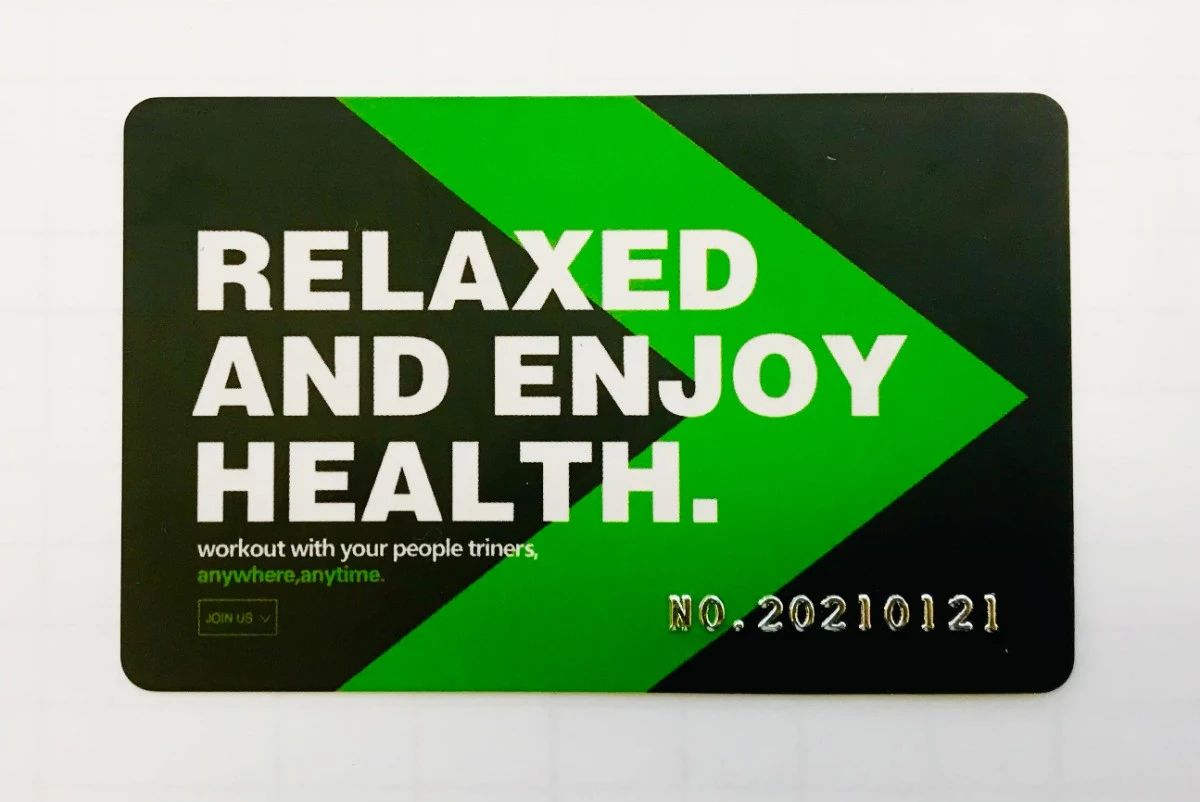 RELAXED
AND ENJOY
HEALTH.
workout with your people triners,
anywhere,anytime.
JOIN US
NO.20210121